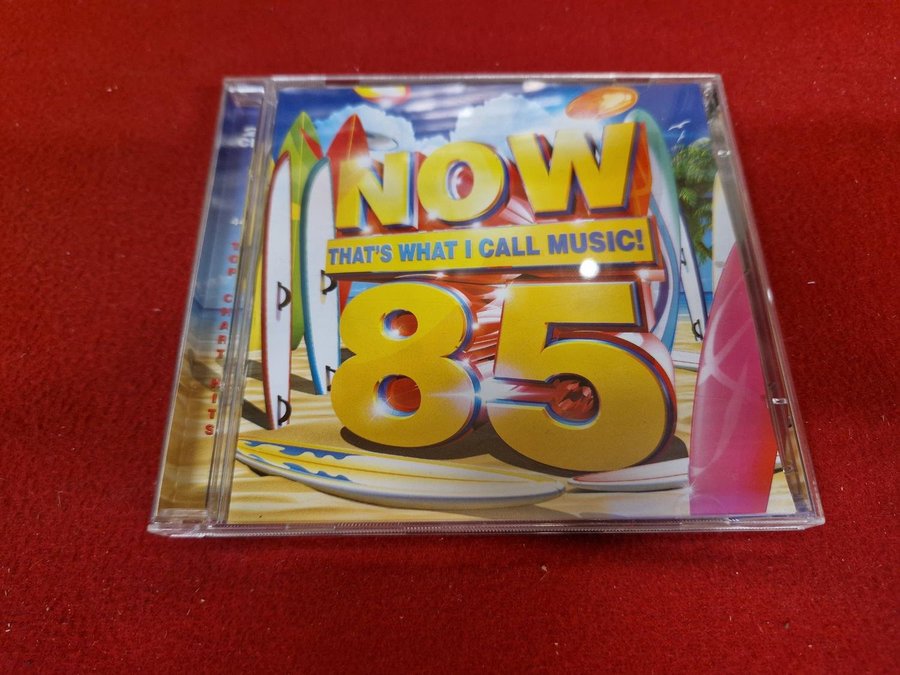 NOW
THAT'S WHAT I CALL MUSIC!
85
TOP CHART HITS